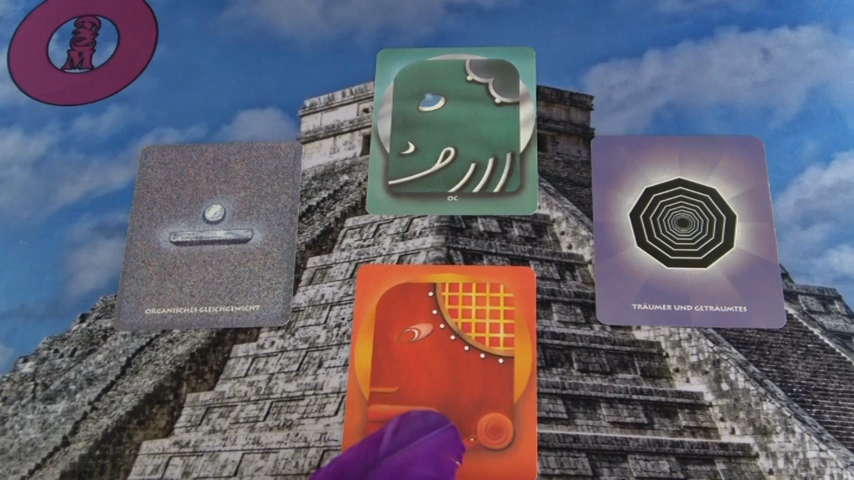 OC
ORGANISCHES GLEICHGEWICHT
TRÄUMER UND GETRÄUMTES